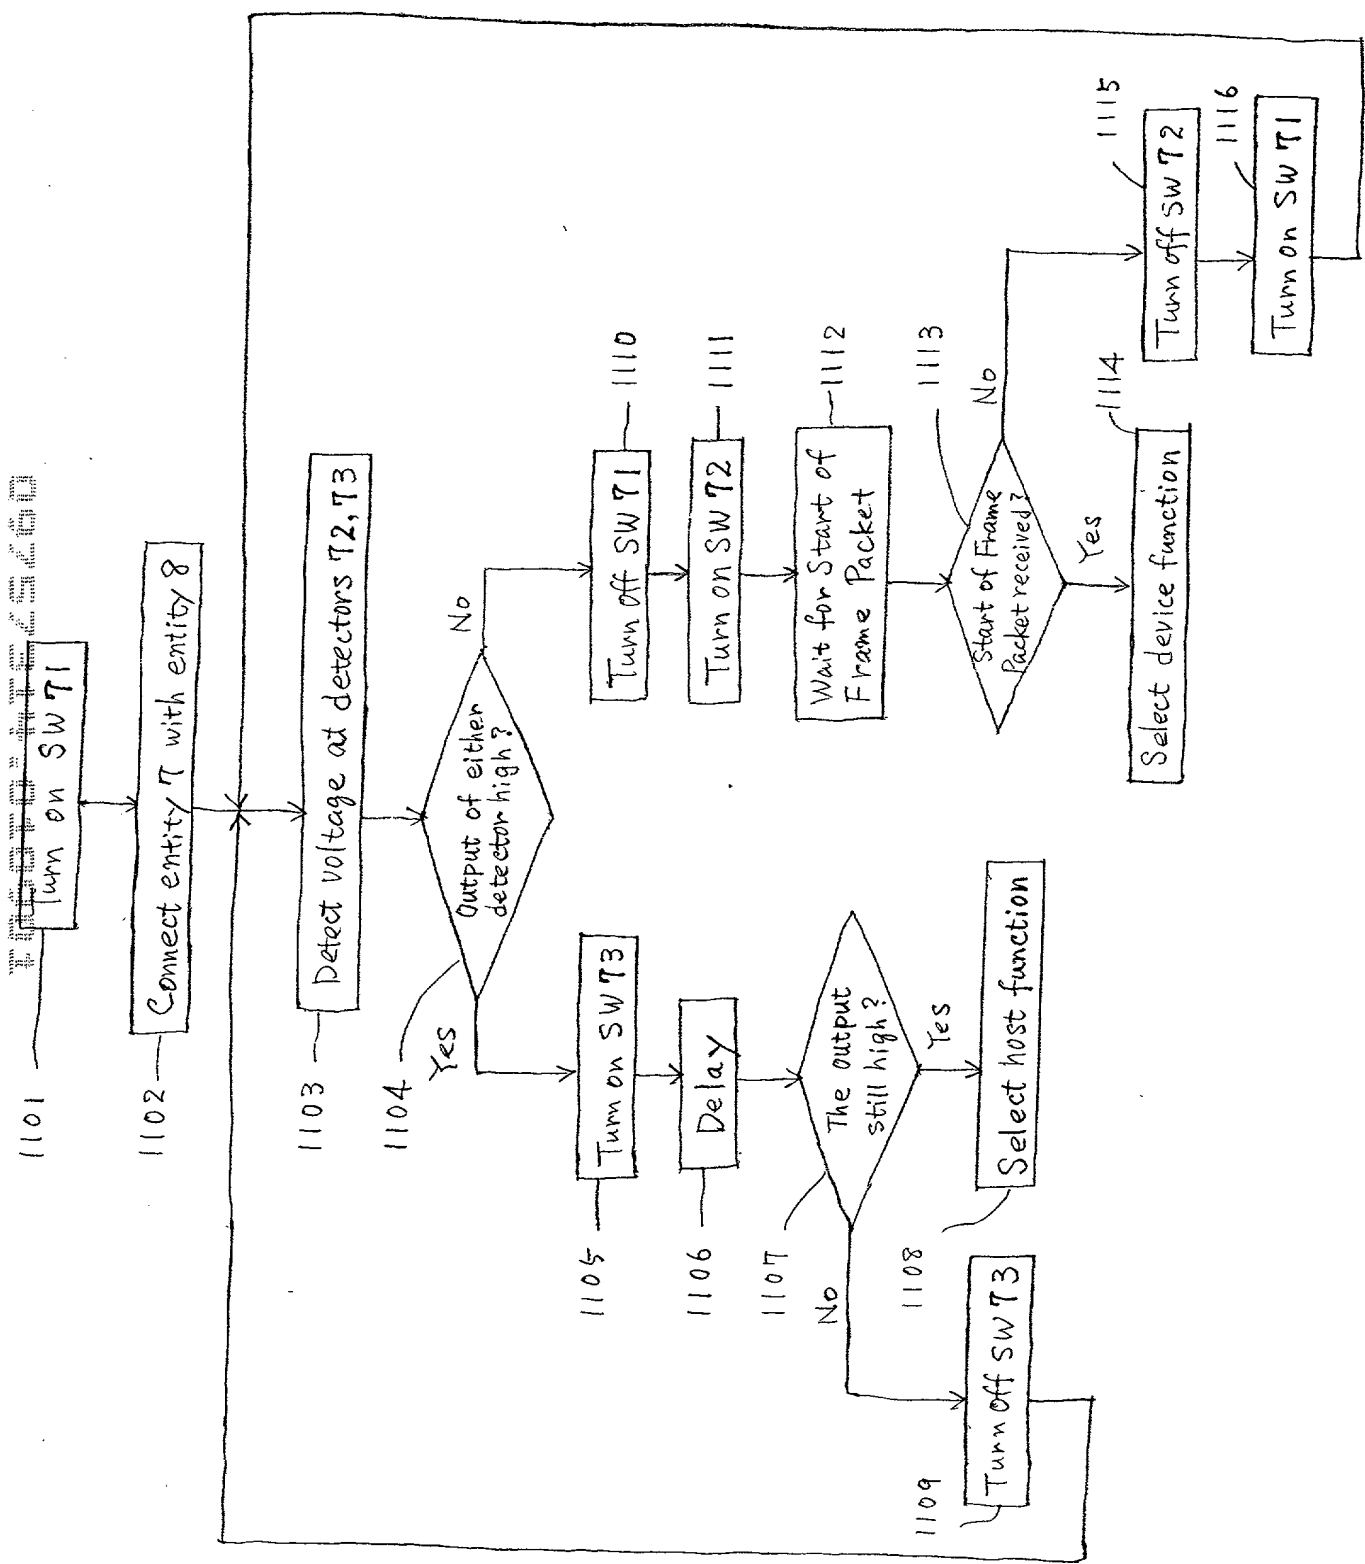 1101
Turn on SW 71
1102
Connect entity 7 with entity 8
1103
Detect voltage at detectors 72, 73
1104
Output of either
detector high?
Yes
No
1105
Turn on SW 73
1106
Delay
1107
The output
still high?
No
Yes
1108
Select host function
1109
Turn off SW 73
1110
Turn off SW 71
1111
Turn on SW 72
1112
Wait for Start of
Frame Packet
1113
Start of Frame
Packet received?
Yes
No
1114
Select device function
1115
Turn off SW 72
1116
Turn on SW 71